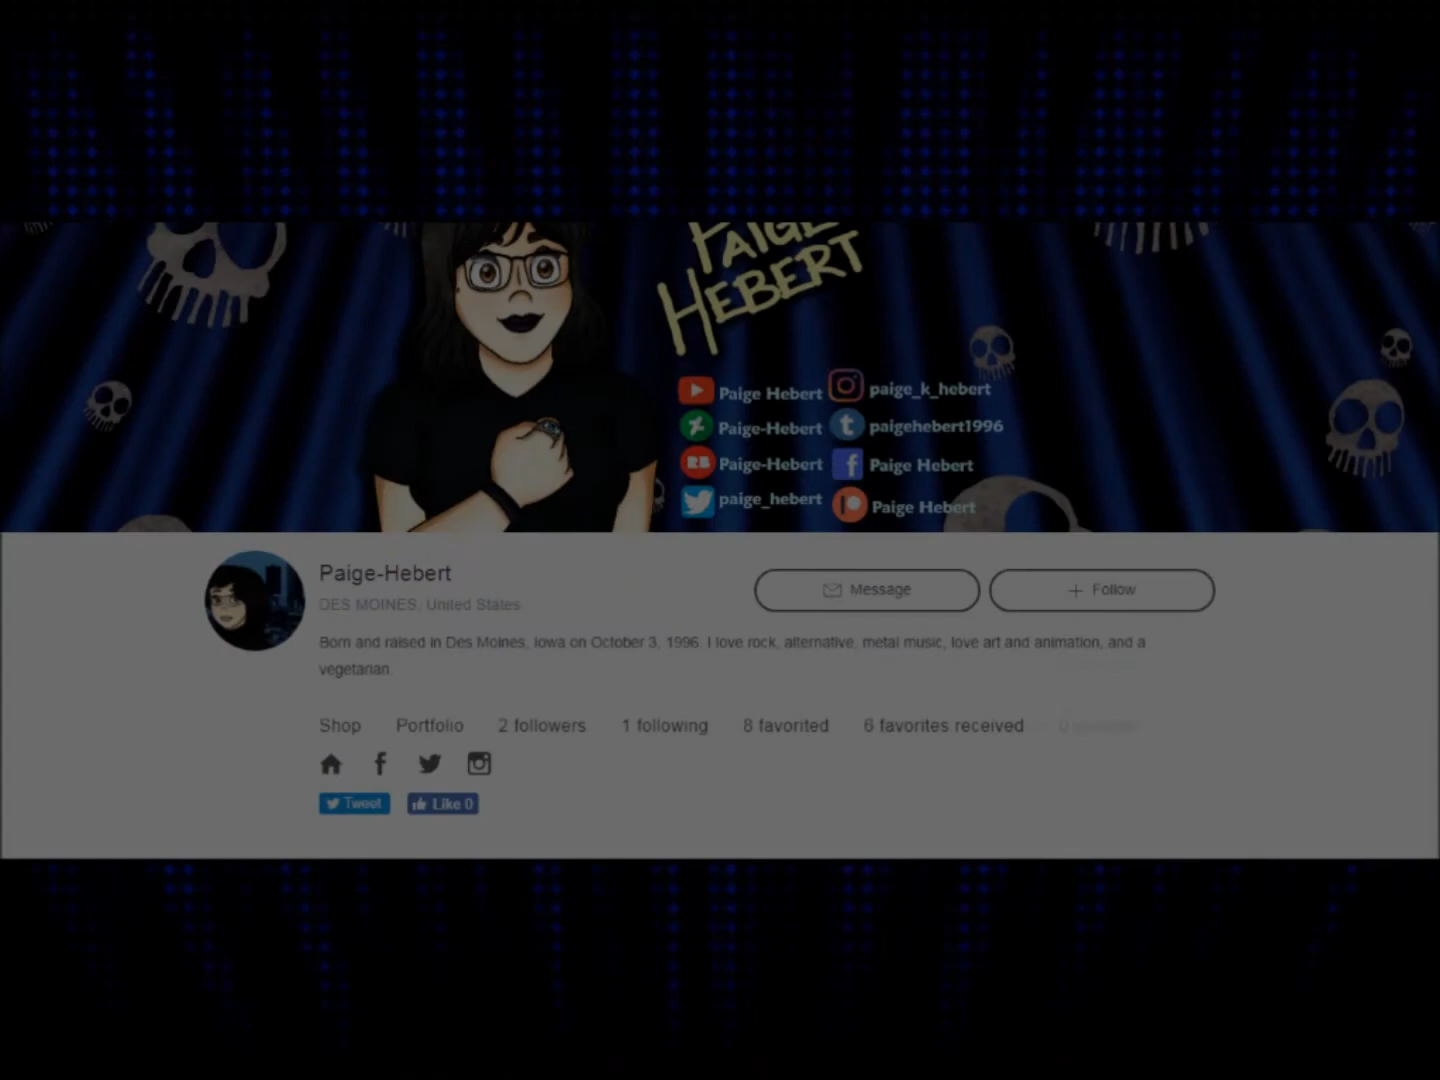 PAIGE
HEBERT
Paige Hebert
paige_k_hebert
Paige-Hebert
t
paigehebert1996
RB
Paige-Hebert
f
Paige Hebert
paige_hebert
Paige Hebert
Paige-Hebert
DES MOINES, United States
Message
+ Follow
Born and raised in Des Moines, Iowa on October 3, 1996. I love rock, alternative, metal music, love art and animation, and a
vegetarian.
Shop Portfolio 2 followers 1 following 8 favorited 6 favorites received
f
Tweet
Like 0